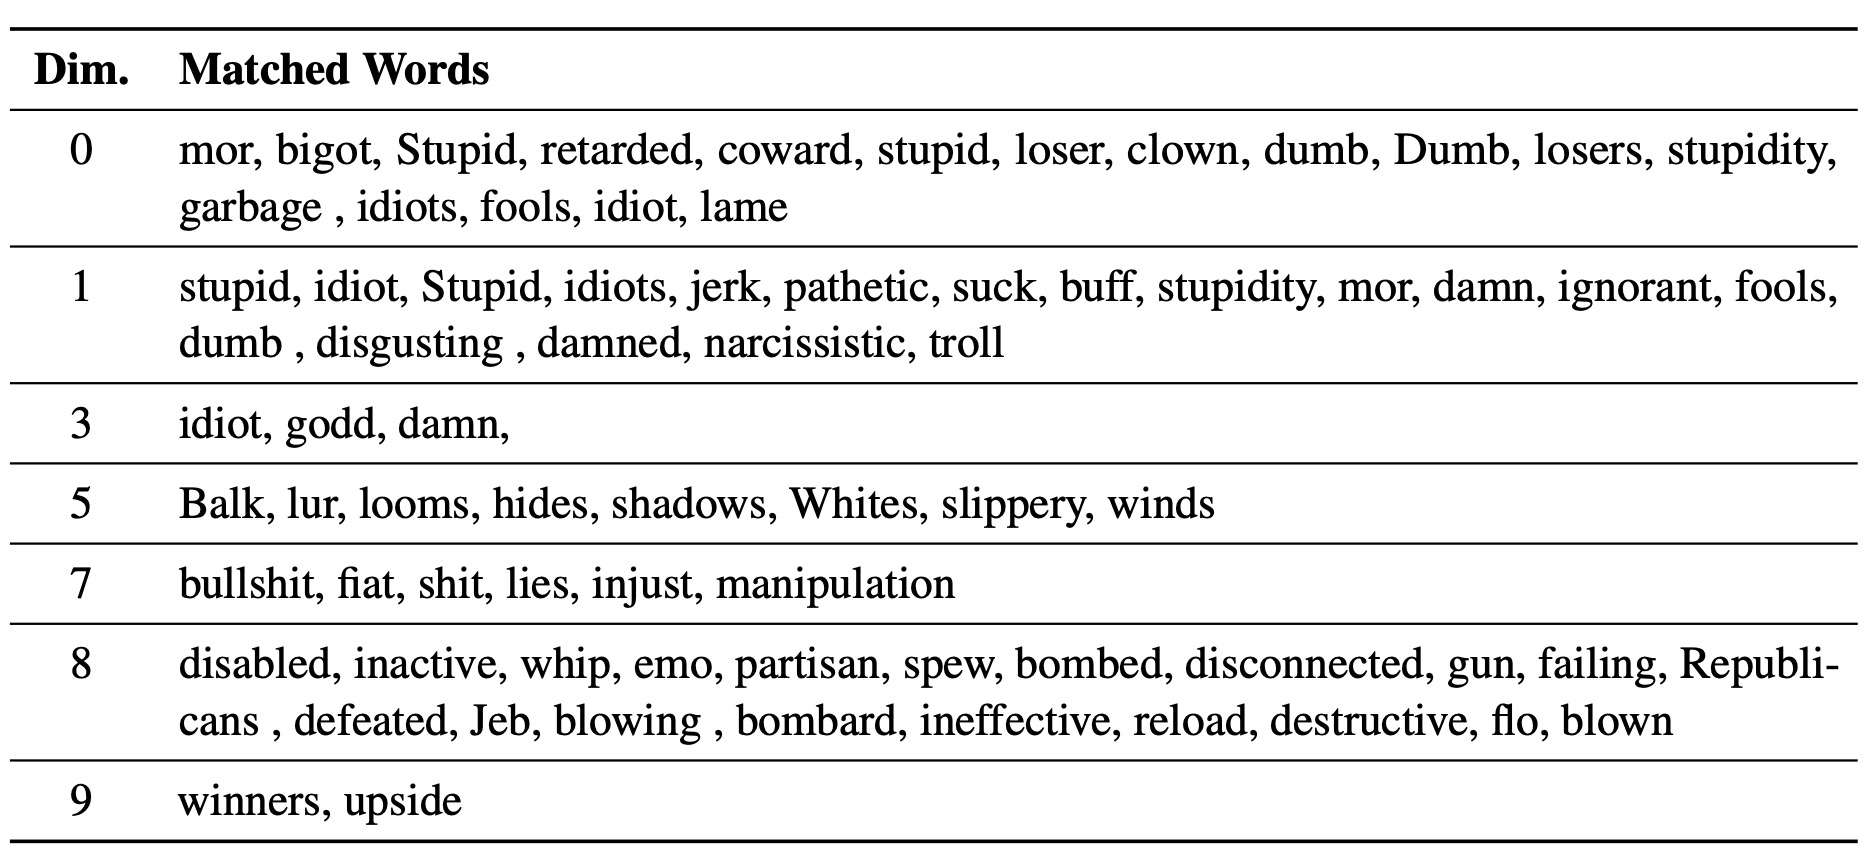 Dim. Matched Words
0 mor, bigot, Stupid, retarded, coward, stupid, loser, clown, dumb, Dumb, losers, stupidity,
garbage , idiots, fools, idiot, lame
1 stupid, idiot, Stupid, idiots, jerk, pathetic, suck, buff, stupidity, mor, damn, ignorant, fools,
dumb , disgusting , damned, narcissistic, troll
3 idiot, godd, damn,
5 Balk, lur, looms, hides, shadows, Whites, slippery, winds
7 bullshit, fiat, shit, lies, injust, manipulation
8 disabled, inactive, whip, emo, partisan, spew, bombed, disconnected, gun, failing, Republi-
cans , defeated, Jeb, blowing , bombard, ineffective, reload, destructive, flo, blown
9 winners, upside